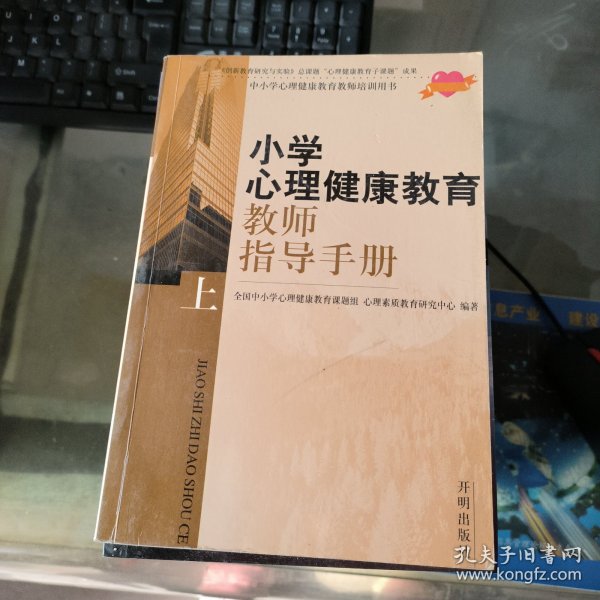 《创新教育研究与实验》总课题“心理健康教育子课题”成果
中小学心理健康教育教师培训用书
小学
心理健康教育
教师
指导手册
上
全国中小学心理健康教育课题组 心理素质教育研究中心 编著
JIAO SHI ZHI DAO SHOU CE
开明出版
息产业 建设
孔夫子旧书网
www.kongfz.com